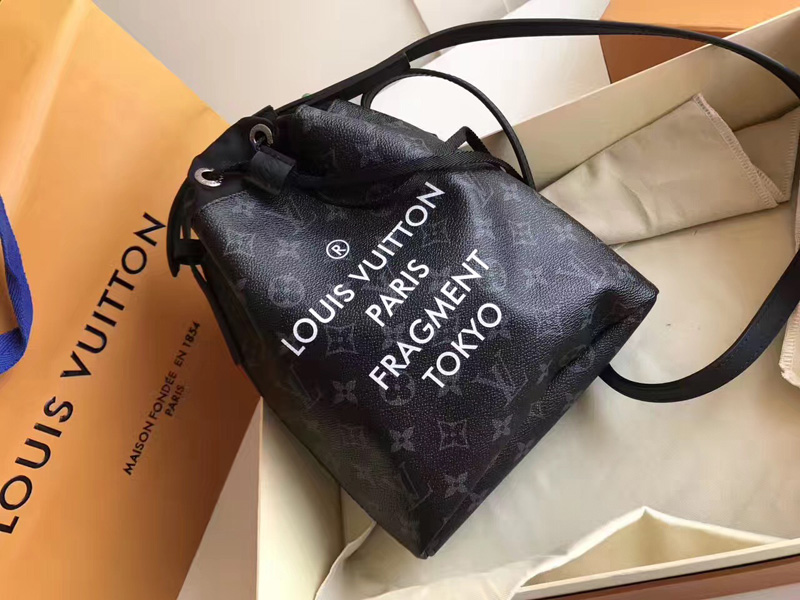 LOUIS VUITTON
MAISON FONDÉE EN 1854
PARIS
®
LOUIS VUITTON
PARIS
FRAGMENT
TOKYO